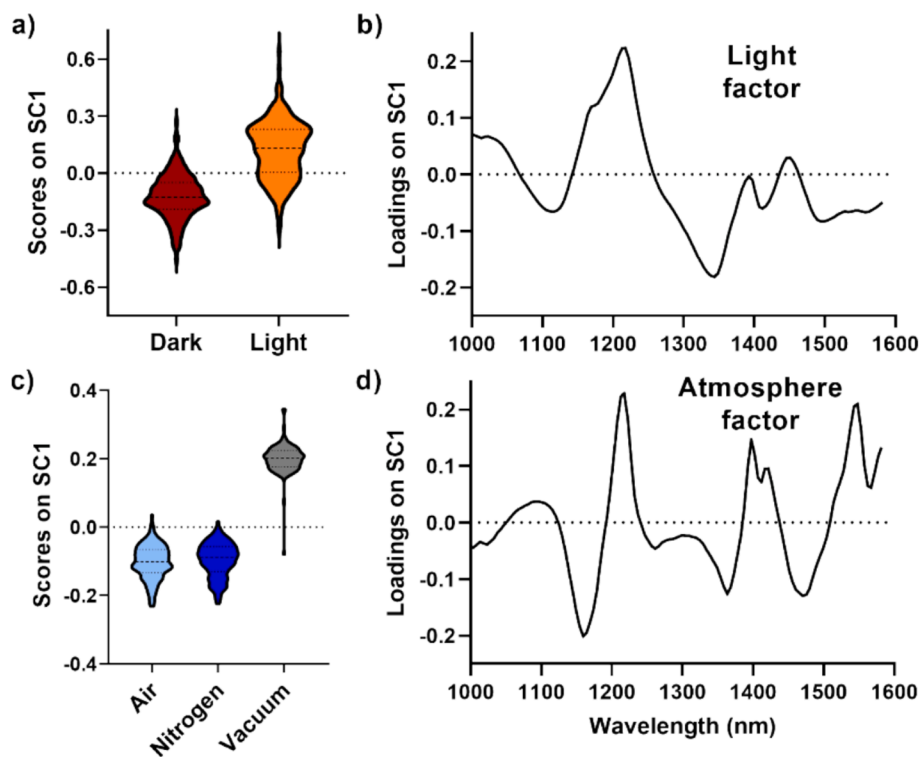 a)
Scores on SC1
0.6
0.3
0.0
-0.3
-0.6
Dark
Light
b)
Light
factor
Loadings on SC1
0.2
0.1
0.0
-0.1
-0.2
1000
1100
1200
1300
1400
1500
1600
c)
Scores on SC1
0.4
0.2
0.0
-0.2
-0.4
Air
Nitrogen
Vacuum
d)
Atmosphere
factor
Loadings on SC1
0.2
0.1
0.0
-0.1
-0.2
1000
1100
1200
1300
1400
1500
1600
Wavelength (nm)